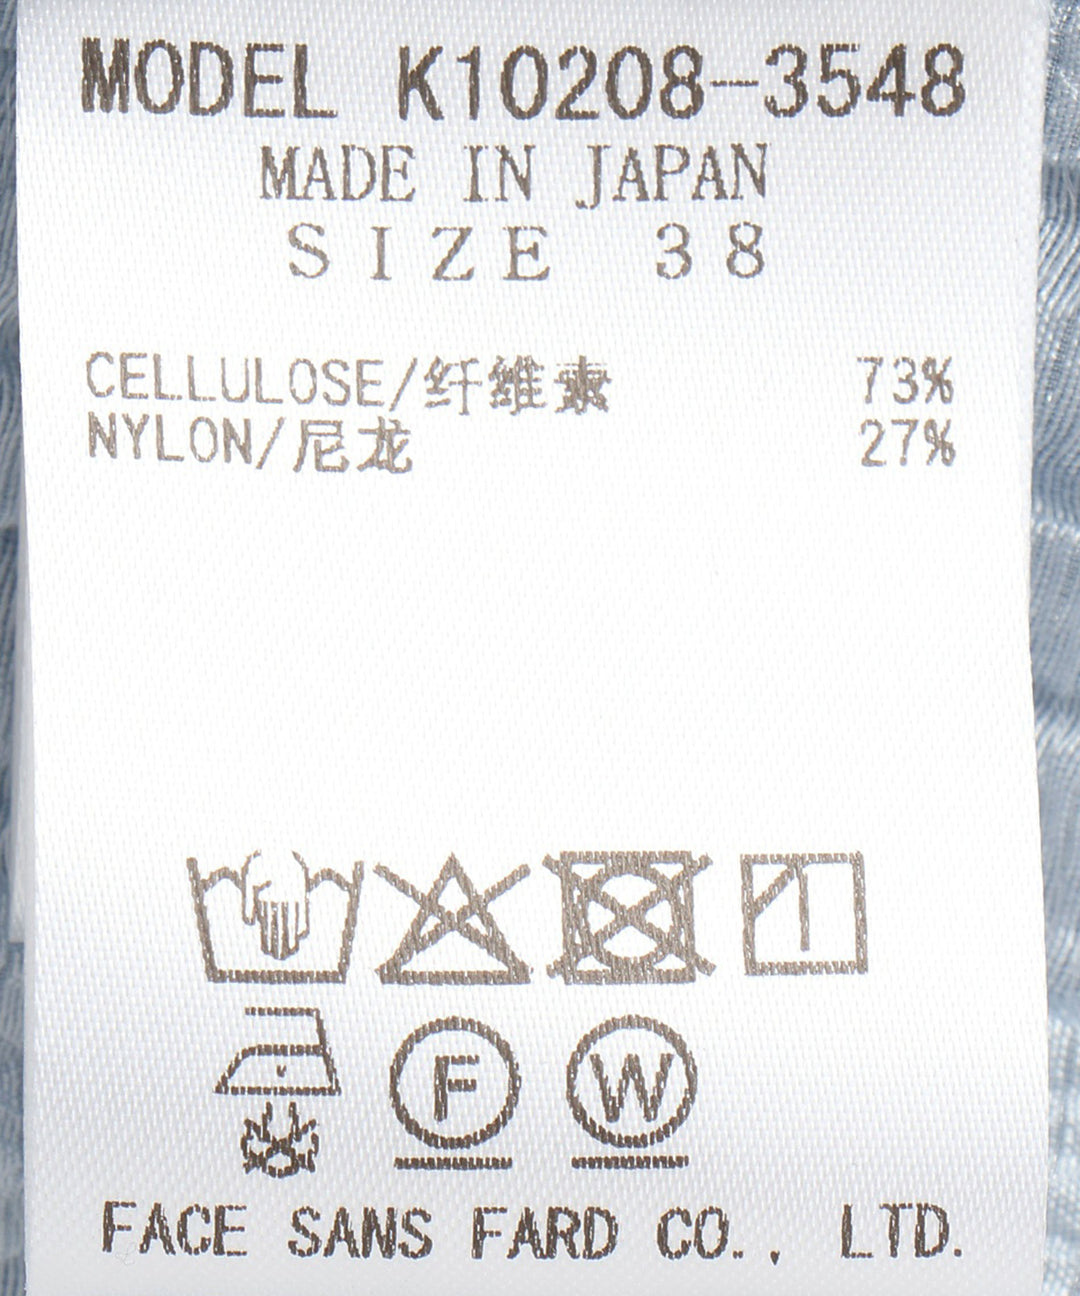 MODEL K10208-3548
MADE IN JAPAN
SIZE 38
CELLULOSE/纤维素 73%
NYLON/尼龙 27%
F W
FACE SANS FARD CO., LTD.